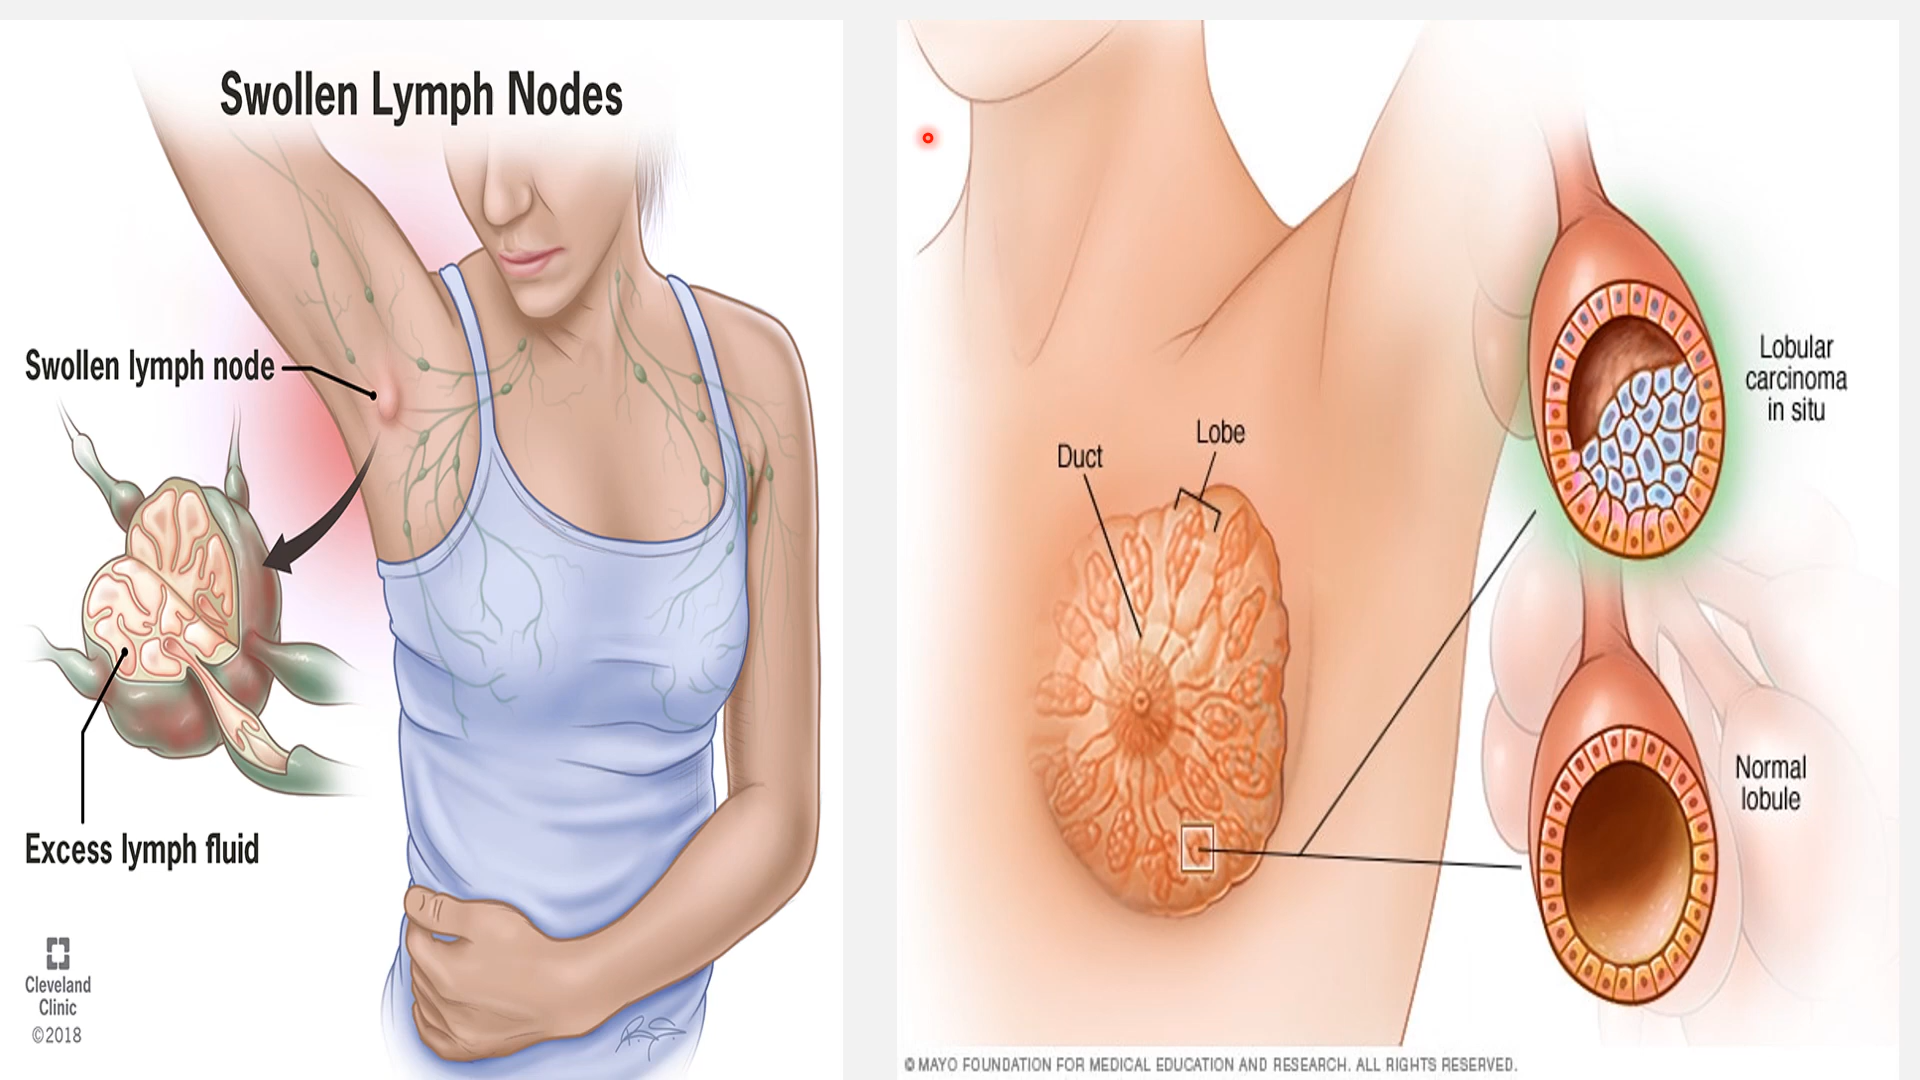 Swollen Lymph Nodes
Swollen lymph node
Excess lymph fluid
Cleveland
Clinic
©2018
Duct
Lobe
Lobular
carcinoma
in situ
Normal
lobule
© MAYO FOUNDATION FOR MEDICAL EDUCATION AND RESEARCH. ALL RIGHTS RESERVED.